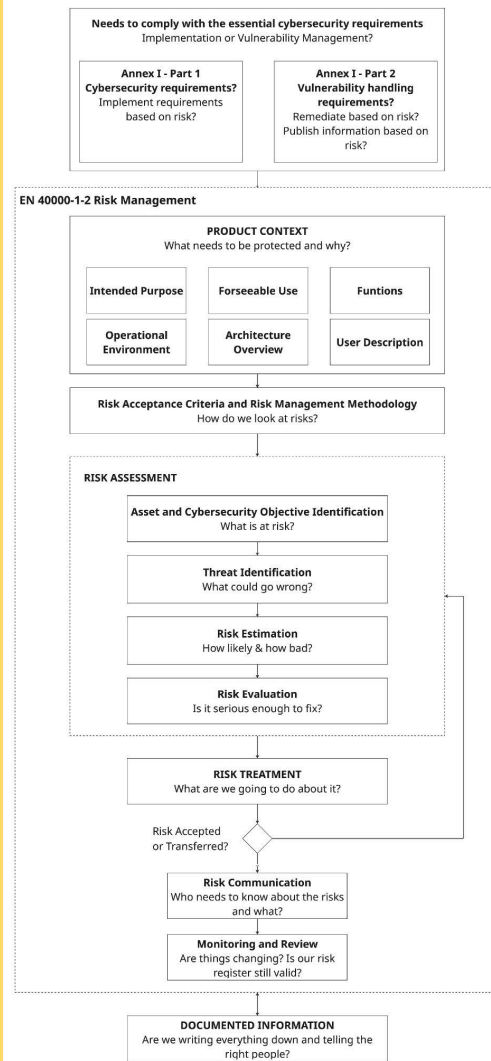 Needs to comply with the essential cybersecurity requirements
Implementation or Vulnerability Management?
Annex I - Part 1
Cybersecurity requirements?
Implement requirements
based on risk?
Annex I - Part 2
Vulnerability handling
requirements?
Remediate based on risk?
Publish information based on
risk?
EN 40000-1-2 Risk Management
PRODUCT CONTEXT
What needs to be protected and why?
Intended Purpose
Forseeable Use
Funtions
Operational
Environment
Architecture
Overview
User Description
Risk Acceptance Criteria and Risk Management Methodology
How do we look at risks?
RISK ASSESSMENT
Asset and Cybersecurity Objective Identification
What is at risk?
Threat Identification
What could go wrong?
Risk Estimation
How likely & how bad?
Risk Evaluation
Is it serious enough to fix?
RISK TREATMENT
What are we going to do about it?
Risk Accepted
or Transferred?
Risk Communication
Who needs to know about the risks
and what?
Monitoring and Review
Are things changing? Is our risk
register still valid?
DOCUMENTED INFORMATION
Are we writing everything down and telling the
right people?